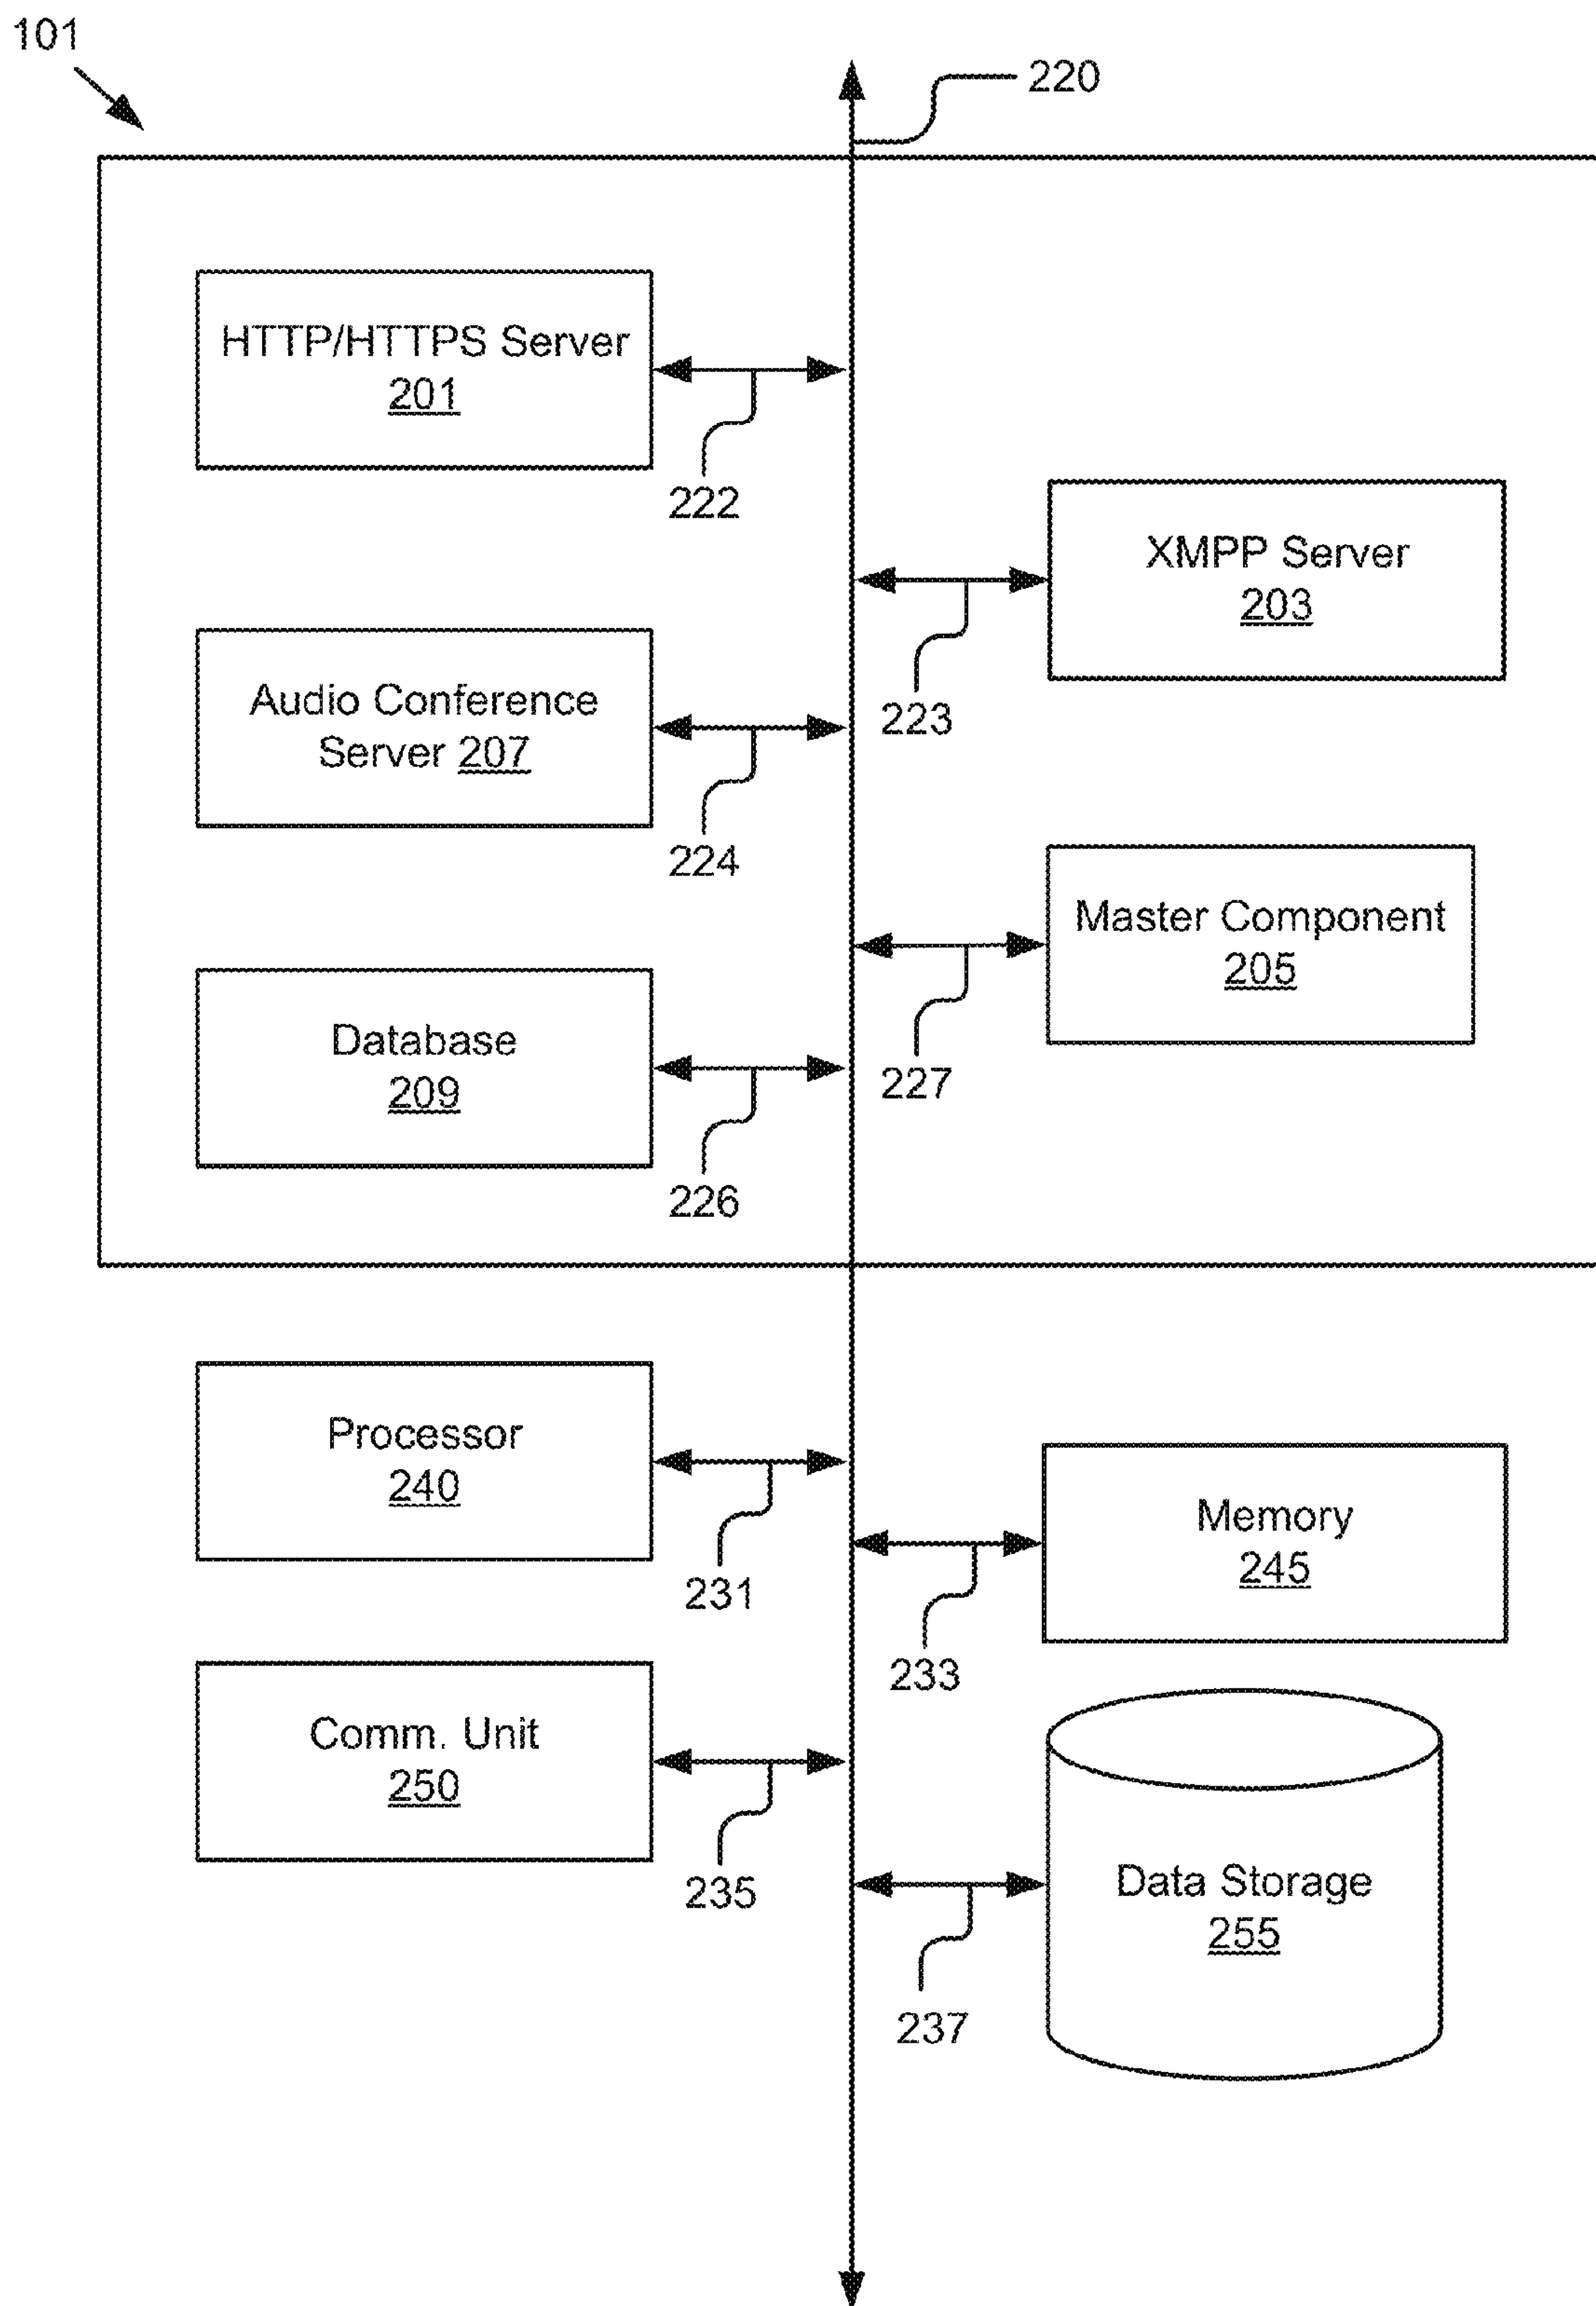 101
220
HTTP/HTTPS Server
201
222
XMPP Server
203
223
Audio Conference
Server 207
224
Master Component
205
227
Database
209
226
Processor
240
231
Memory
245
233
Comm. Unit
250
235
Data Storage
255
237